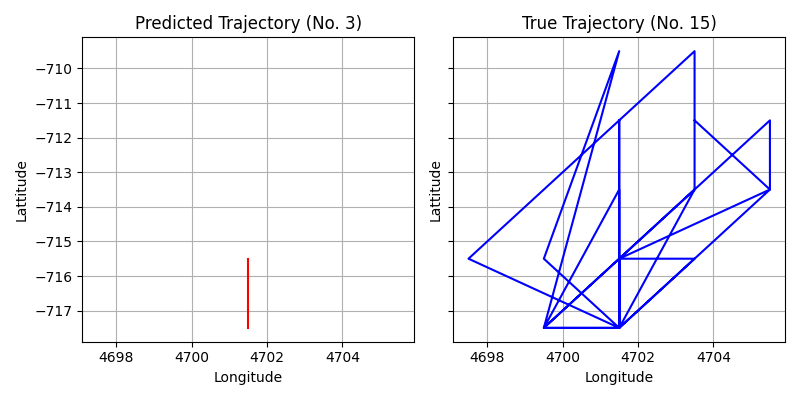 Predicted Trajectory (No. 3)
Lattitude
−710
−711
−712
−713
−714
−715
−716
−717
4698 4700 4702 4704
Longitude
True Trajectory (No. 15)
Lattitude
4698 4700 4702 4704
Longitude